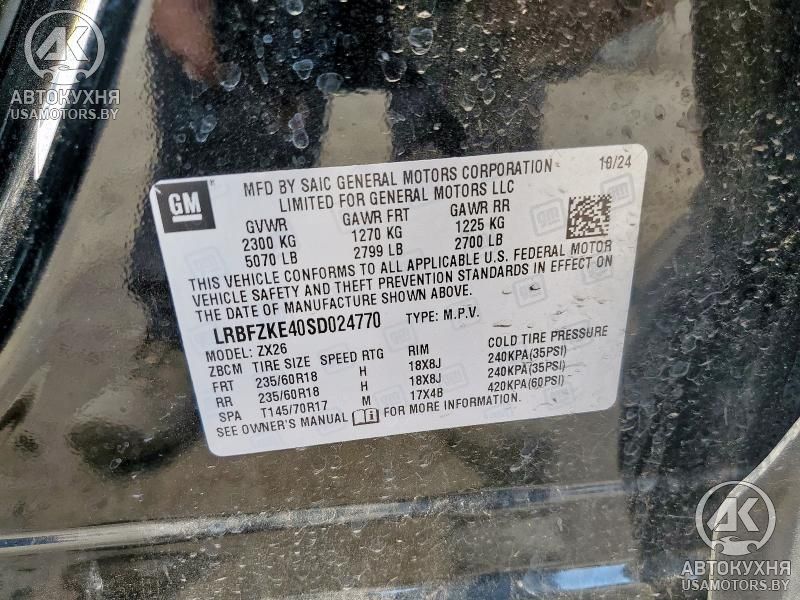 AK
АВТОКУХНЯ
USAMOTORS.BY
GM
MFD BY SAIC GENERAL MOTORS CORPORATION 10/24
LIMITED FOR GENERAL MOTORS LLC
GVWR GAWR FRT GAWR RR
2300 KG 1270 KG 1225 KG
5070 LB 2799 LB 2700 LB
THIS VEHICLE CONFORMS TO ALL APPLICABLE U.S. FEDERAL MOTOR
VEHICLE SAFETY AND THEFT PREVENTION STANDARDS IN EFFECT ON
THE DATE OF MANUFACTURE SHOWN ABOVE.
LRBFZKE40SD024770 TYPE: M.P.V.
MODEL: ZX26
ZBCM TIRE SIZE SPEED RTG RIM COLD TIRE PRESSURE
FRT 235/60R18 H 18X8J 240KPA(35PSI)
RR 235/60R18 H 18X8J 240KPA(35PSI)
SPA T145/70R17 M 17X4B 420KPA(60PSI)
SEE OWNER'S MANUAL FOR MORE INFORMATION.
AK
АВТОКУХНЯ
USAMOTORS.BY